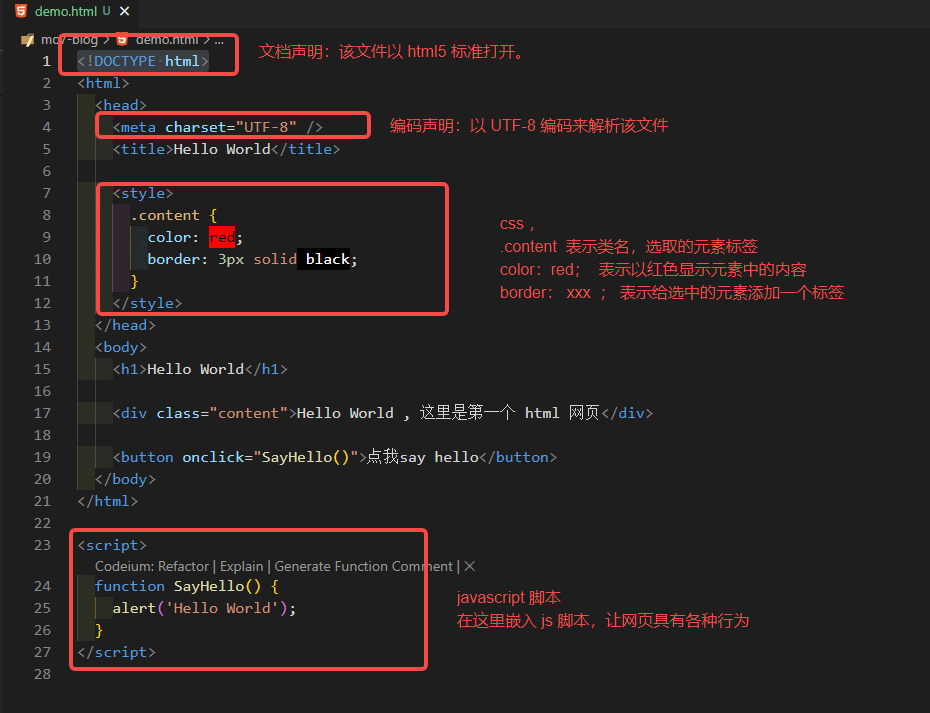 demo.html U ×
mcy-blog > demo.html > ...
1 <!DOCTYPE html> 文档声明：该文件以 html5 标准打开。
2 <html>
3 <head>
4 <meta charset="UTF-8" /> 编码声明：以 UTF-8 编码来解析该文件
5 <title>Hello World</title>
6
7 <style>
8 .content {
css ，
9 color: red;
.content 表示类名，选取的元素标签
10 border: 3px solid black;
color：red； 表示以红色显示元素中的内容
11 }
border： xxx ； 表示给选中的元素添加一个标签
12 </style>
13 </head>
14 <body>
15 <h1>Hello World</h1>
16
17 <div class="content">Hello World , 这里是第一个 html 网页</div>
18
19 <button onclick="SayHello()">点我say hello</button>
20 </body>
21 </html>
22
23 <script>
Codeium: Refactor | Explain | Generate Function Comment | ×
24 function SayHello() {
25 alert('Hello World');
javascript 脚本
26 }
在这里嵌入 js 脚本，让网页具有各种行为
27 </script>
28